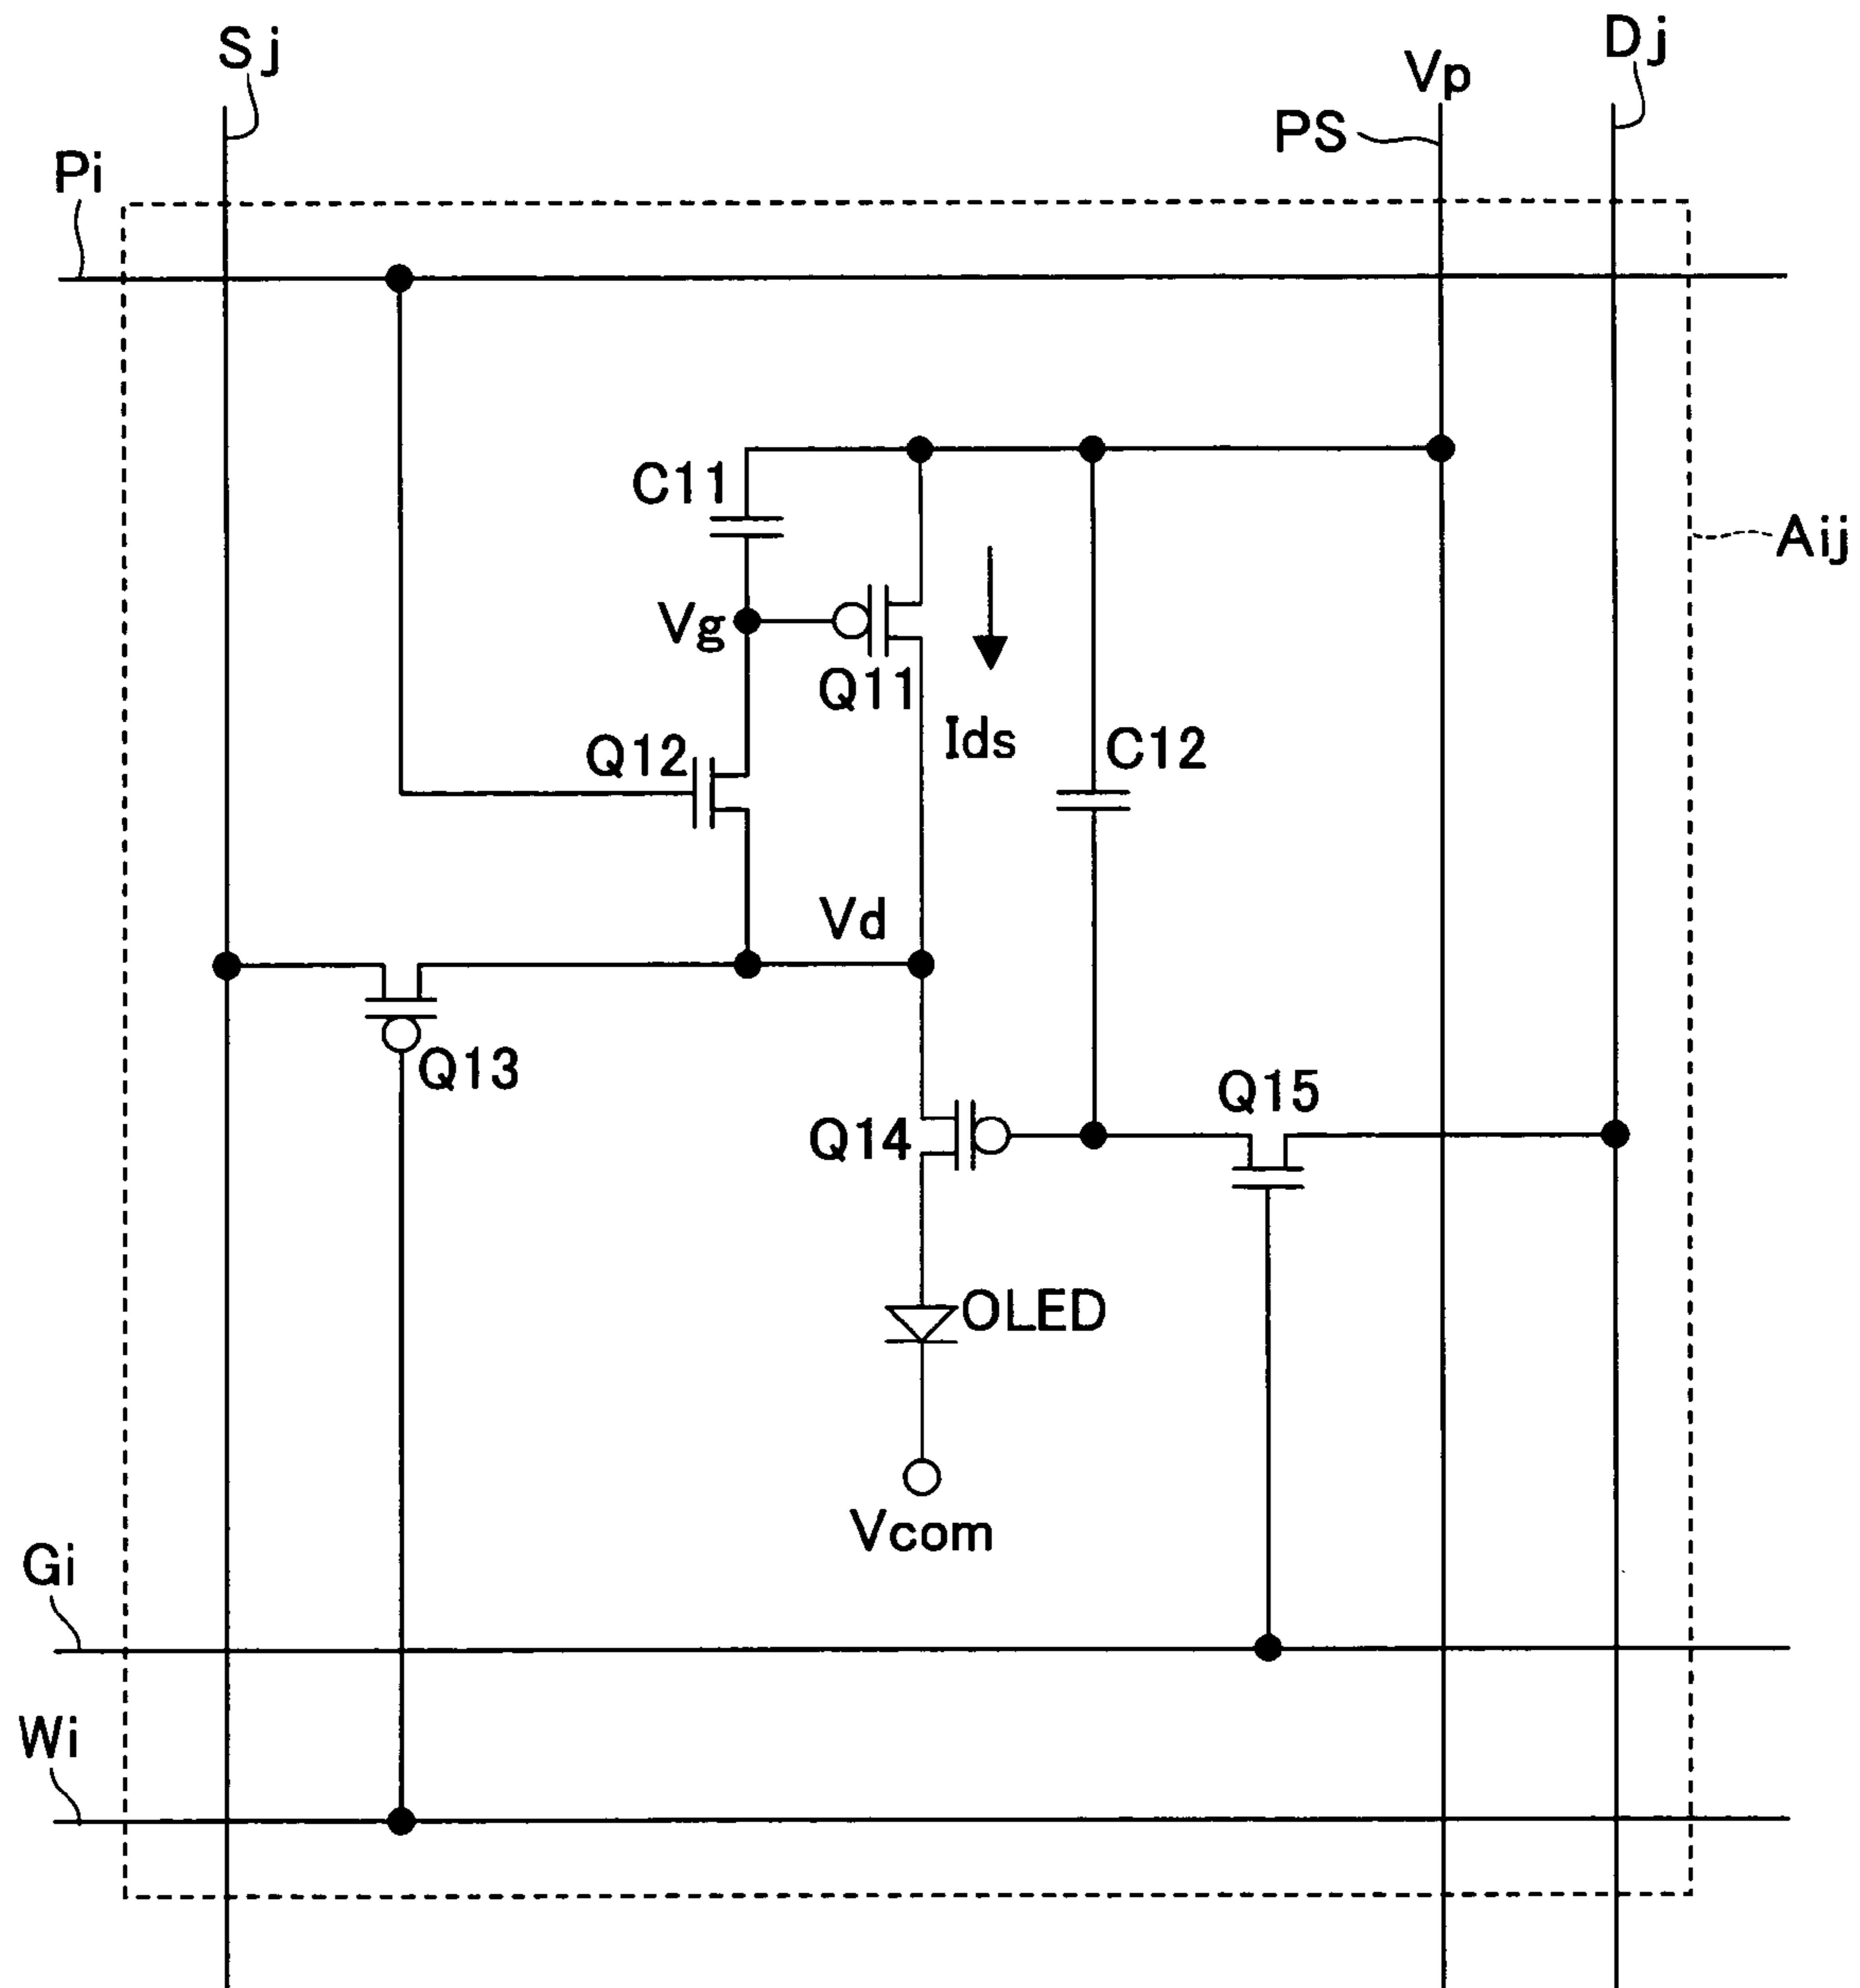 Sj
Vp
Dj
PS
Pi
C11
Aij
Vg
Q11
Ids
Q12
C12
Vd
Q13
Q15
Q14
OLED
Vcom
Gi
Wi